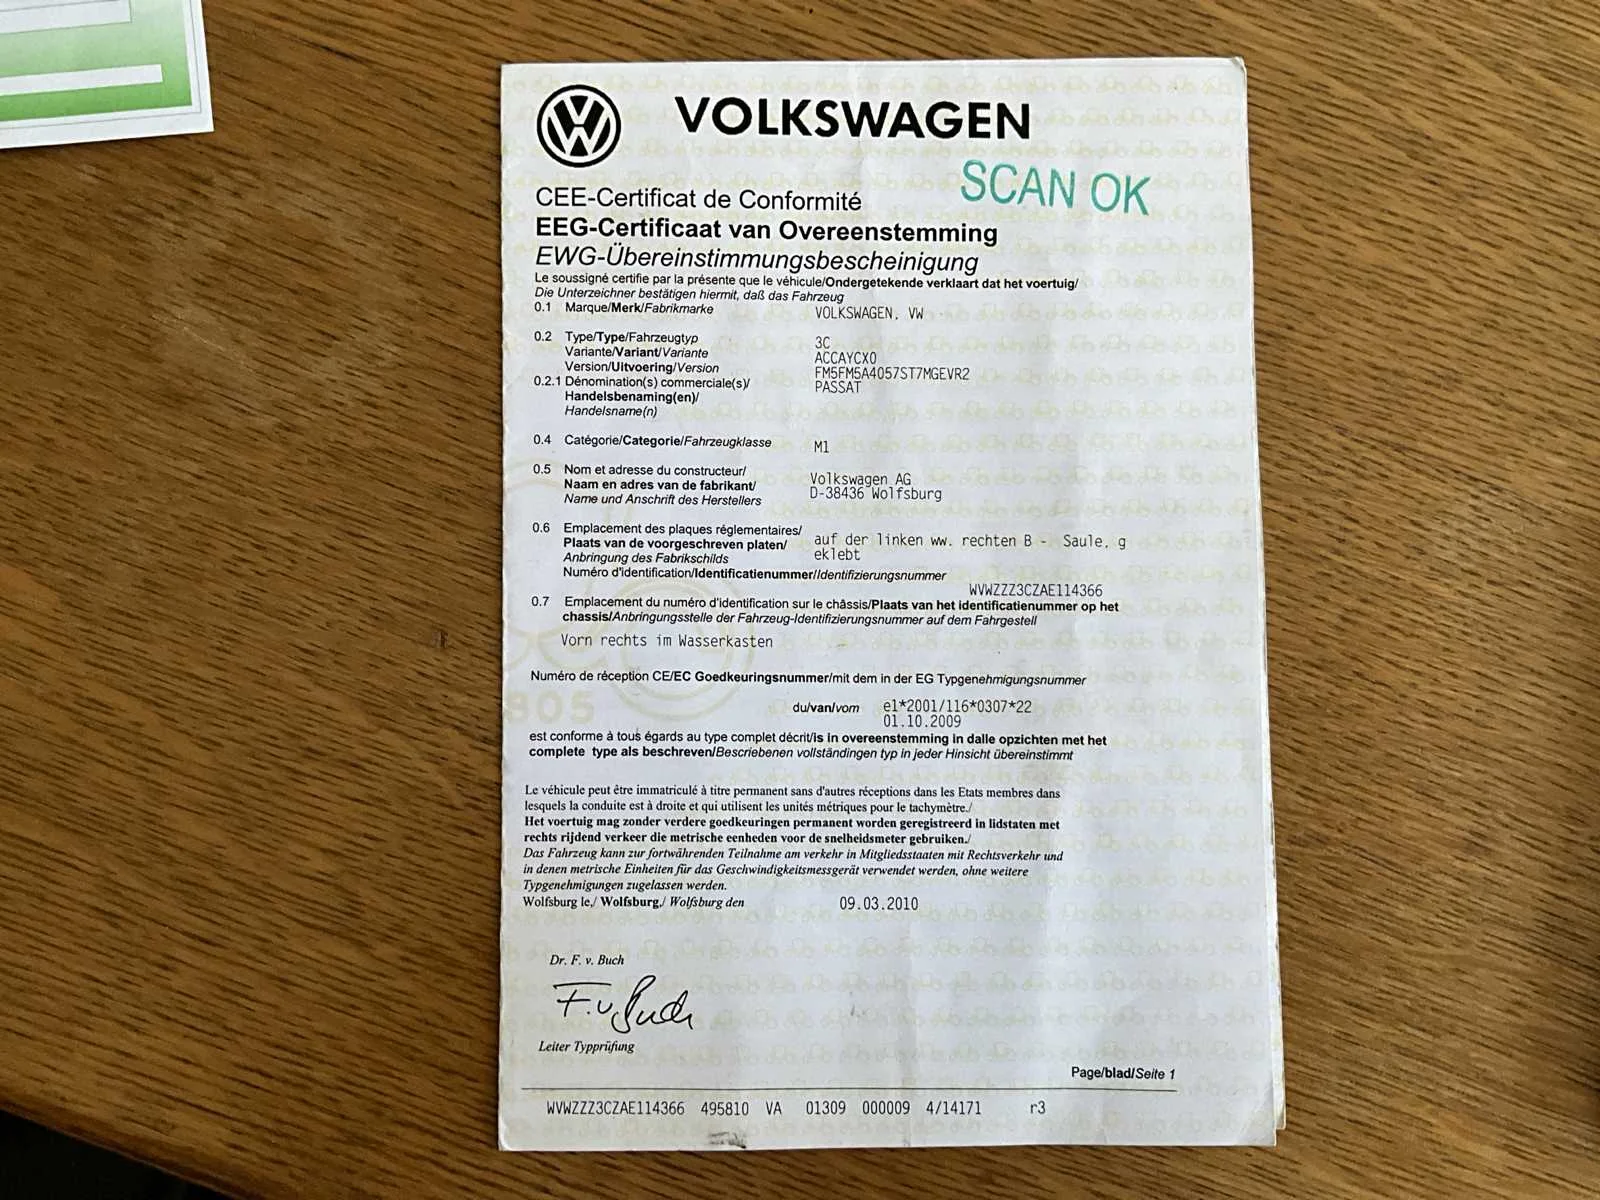 VOLKSWAGEN
SCAN OK
CEE-Certificat de Conformité
EEG-Certificaat van Overeenstemming
EWG-Übereinstimmungsbescheinigung
Le soussigné certifie par la présente que le véhicule/Ondergetekende verklaart dat het voertuig/
Die Unterzeichner bestätigen hiermit, daß das Fahrzeug
0.1 Marque/Merk/Fabrikmarke VOLKSWAGEN, VW
0.2 Type/Type/Fahrzeugtyp 3C
Variante/Variant/Variante ACCAYCX0
Version/Uitvoering/Version FM5FM5A4057ST7MGEVR2
0.2.1 Dénomination(s) commerciale(s)/ PASSAT
Handelsbenaming(en)/
Handelsname(n)
0.4 Catégorie/Categorie/Fahrzeugklasse M1
0.5 Nom et adresse du constructeur/ Volkswagen AG
Naam en adres van de fabrikant/ D-38436 Wolfsburg
Name und Anschrift des Herstellers
0.6 Emplacement des plaques réglementaires/
Plaats van de voorgeschreven platen/ auf der linken ww. rechten B - Saule, g
Anbringung des Fabrikschilds eklebt
Numéro d'identification/Identificatienummer/Identifizierungsnummer
WVWZZZ3CZAE114366
0.7 Emplacement du numéro d'identification sur le châssis/Plaats van het identificatienummer op het
chassis/Anbringungsstelle der Fahrzeug-Identifizierungsnummer auf dem Fahrgestell
Vorn rechts im Wasserkasten
Numéro de réception CE/EC Goedkeuringsnummer/mit dem in der EG Typgenehmigungsnummer
du/van/vom e1*2001/116*0307*22
01.10.2009
est conforme à tous égards au type complet décrit/is in overeenstemming in dalle opzichten met het
complete type als beschreven/Bescriebenen vollständingen typ in jeder Hinsicht übereinstimmt
Le véhicule peut être immatriculé à titre permanent sans d'autres réceptions dans les Etats membres dans
lesquels la conduite est à droite et qui utilisent les unités métriques pour le tachymètre./
Het voertuig mag zonder verdere goedkeuringen permanent worden geregistreerd in lidstaten met
rechts rijdend verkeer die metrische eenheden voor de snelheidsmeter gebruiken./
Das Fahrzeug kann zur fortwährenden Teilnahme am verkehr in Mitgliedsstaaten mit Rechtsverkehr und
in denen metrische Einheiten für das Geschwindigkeitsmessgerät verwendet werden, ohne weitere
Typgenehmigungen zugelassen werden.
Wolfsburg le,/ Wolfsburg,/ Wolfsburg den 09.03.2010
Dr. F. v. Buch
F. v. Buch
Leiter Typprüfung
Page/blad/Seite 1
WVWZZZ3CZAE114366 495810 VA 01309 000009 4/14171 r3